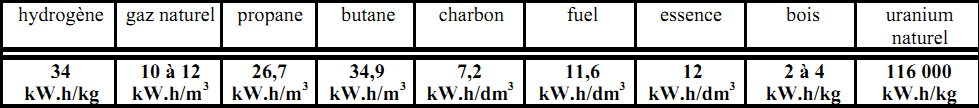 hydrogène gaz naturel propane butane charbon fuel essence bois uranium
naturel
34 10 à 12 26,7 34,9 7,2 11,6 12 2 à 4 116 000
kW.h/kg kW.h/m³ kW.h/m³ kW.h/m³ kW.h/dm³ kW.h/dm³ kW.h/dm³ kW.h/kg kW.h/kg